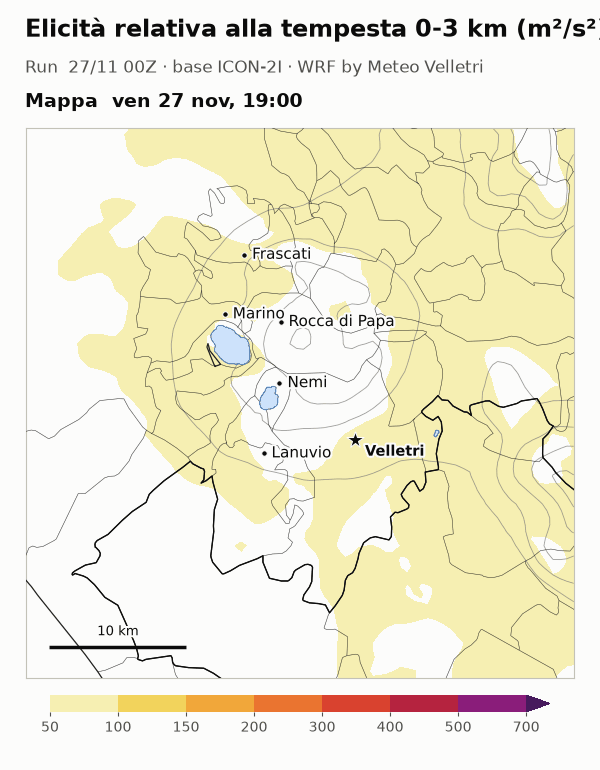 Elicità relativa alla tempesta 0-3 km (m²/s²)
Run 27/11 00Z · base ICON-2I · WRF by Meteo Velletri
Mappa ven 27 nov, 19:00
Frascati
Marino
Rocca di Papa
Nemi
Velletri
Lanuvio
10 km
50 100 150 200 300 400 500 700